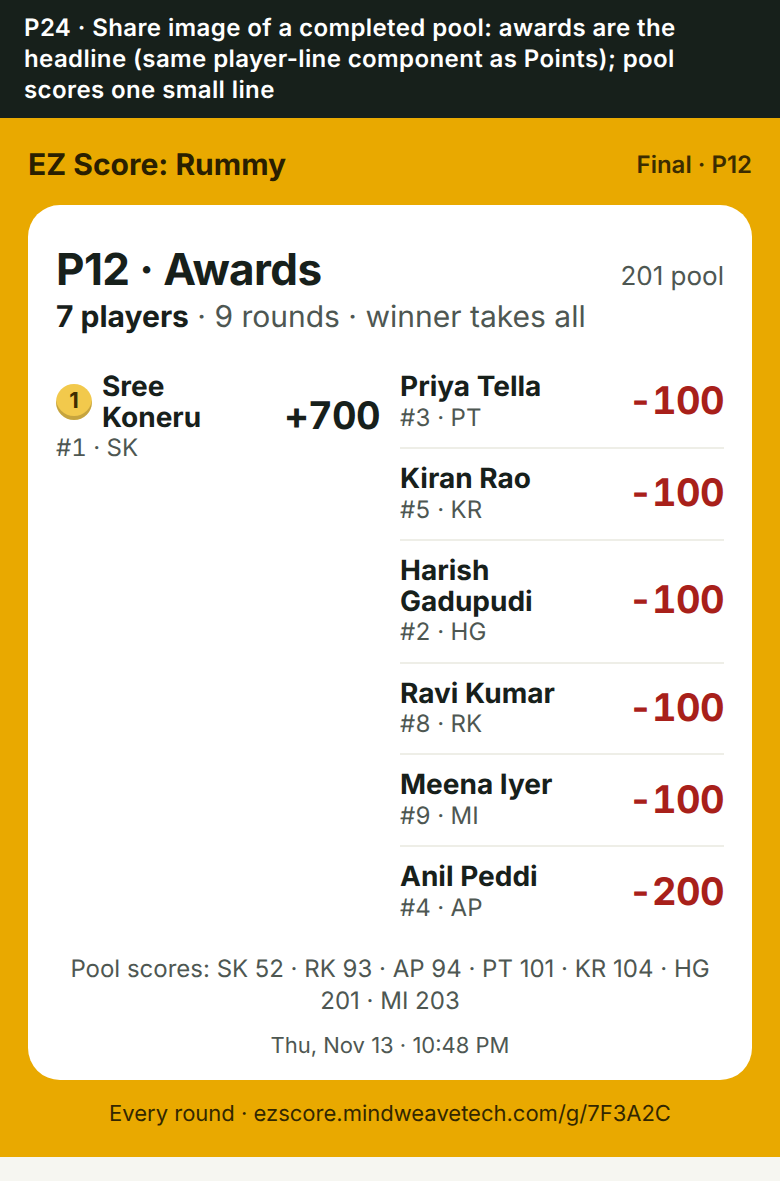 P24 · Share image of a completed pool: awards are the
headline (same player-line component as Points); pool
scores one small line
EZ Score: Rummy
Final · P12
P12 · Awards
201 pool
7 players · 9 rounds · winner takes all
1
Sree
Koneru
#1 · SK
+700
Priya Tella
#3 · PT
-100
Kiran Rao
#5 · KR
-100
Harish
Gadupudi
#2 · HG
-100
Ravi Kumar
#8 · RK
-100
Meena Iyer
#9 · MI
-100
Anil Peddi
#4 · AP
-200
Pool scores: SK 52 · RK 93 · AP 94 · PT 101 · KR 104 · HG
201 · MI 203
Thu, Nov 13 · 10:48 PM
Every round · ezscore.mindweavetech.com/g/7F3A2C